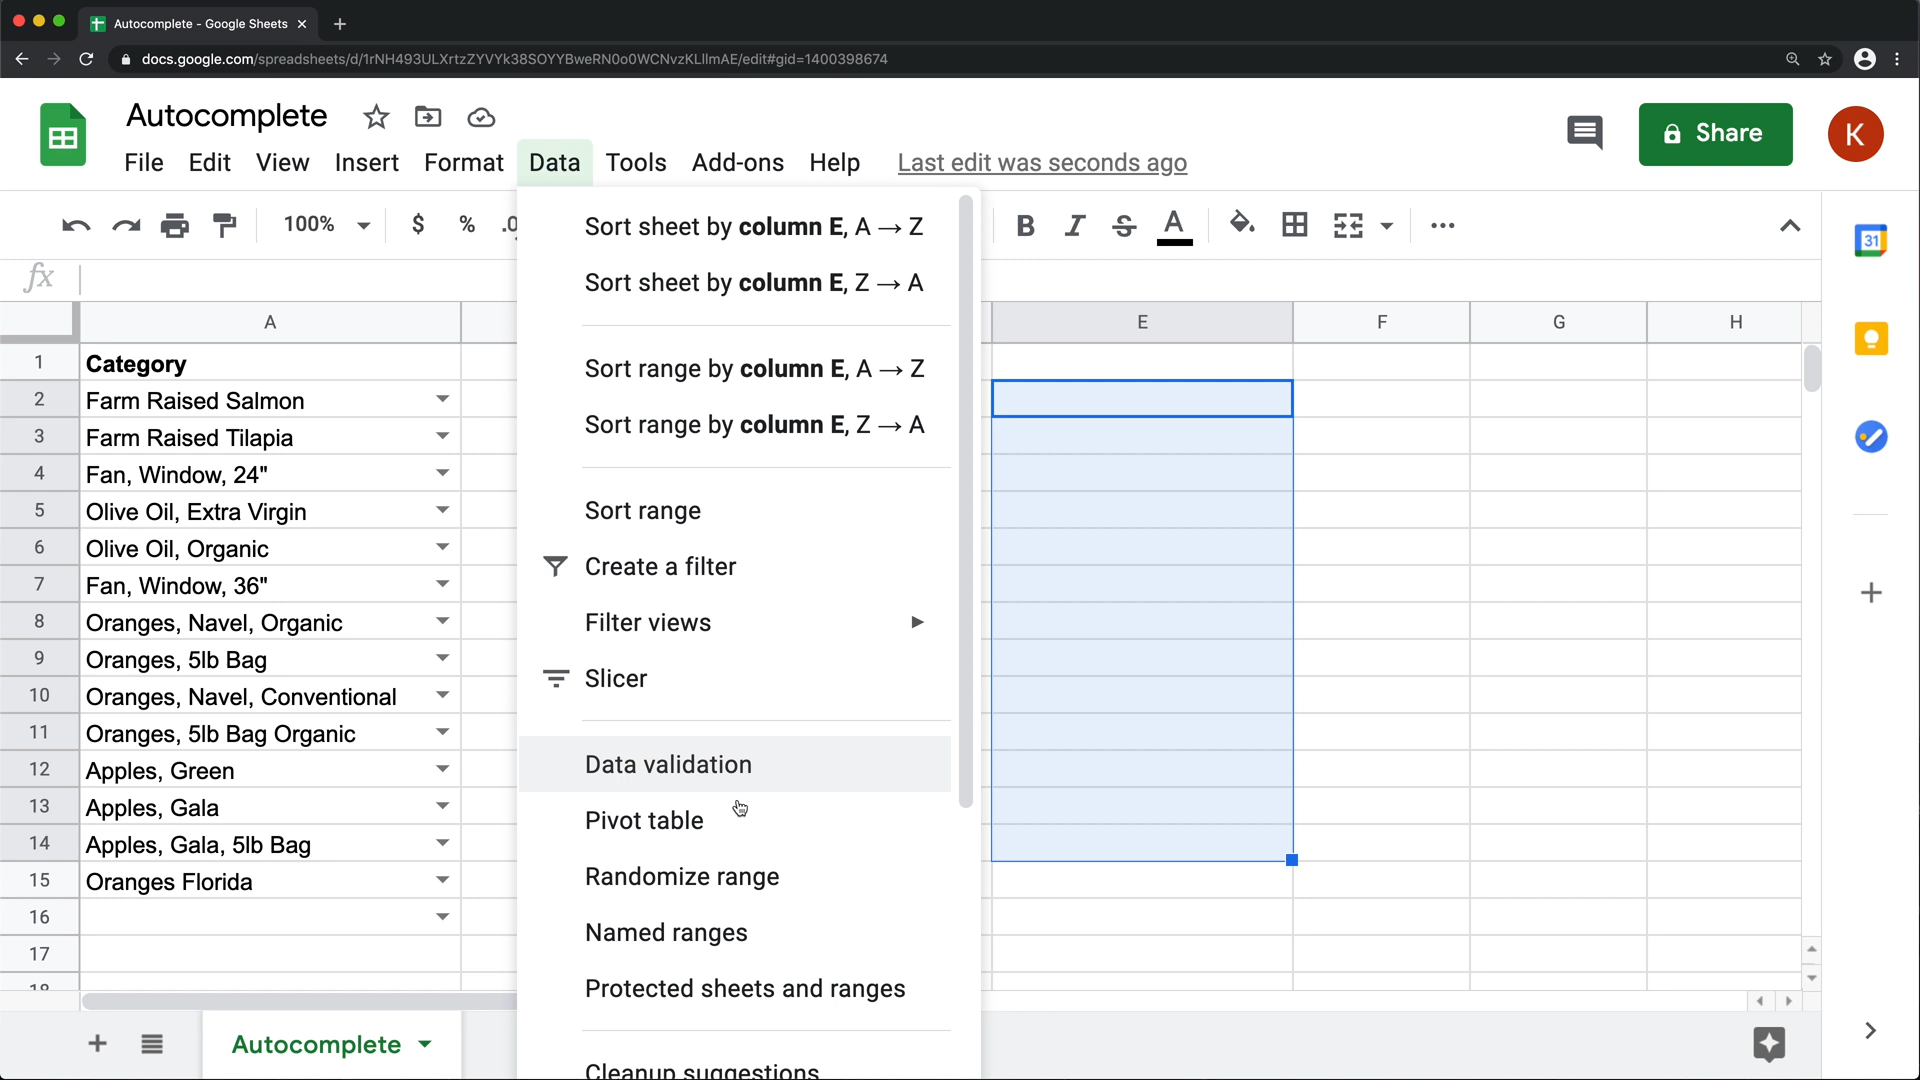 Autocomplete - Google Sheets
docs.google.com/spreadsheets/d/1rNH493ULXrtzZYVYk38SOYYBweRN0o0WCNvzKLlImAE/edit#gid=1400398674
Autocomplete
Share
K
File Edit View Insert Format Data Tools Add-ons Help Last edit was seconds ago
100% $ % .0 B I S A
31
fx
Sort sheet by column E, A → Z
Sort sheet by column E, Z → A
Sort range by column E, A → Z
Sort range by column E, Z → A
Sort range
Create a filter
Filter views
Slicer
Data validation
Pivot table
Randomize range
Named ranges
Protected sheets and ranges
Cleanup suggestions
A E F G H
1 Category
2 Farm Raised Salmon
3 Farm Raised Tilapia
4 Fan, Window, 24"
5 Olive Oil, Extra Virgin
6 Olive Oil, Organic
7 Fan, Window, 36"
8 Oranges, Navel, Organic
9 Oranges, 5lb Bag
10 Oranges, Navel, Conventional
11 Oranges, 5lb Bag Organic
12 Apples, Green
13 Apples, Gala
14 Apples, Gala, 5lb Bag
15 Oranges Florida
16
17
18
Autocomplete